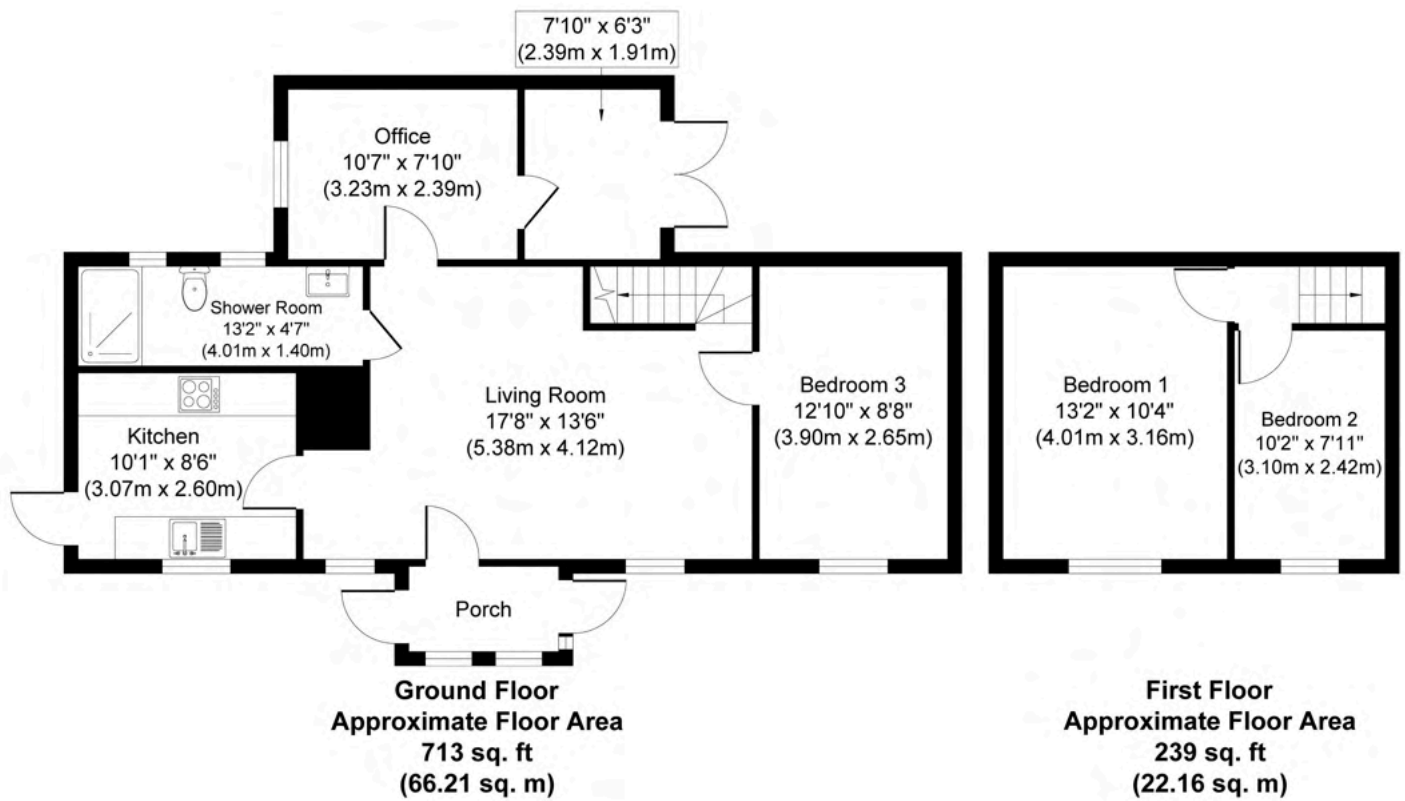 7'10" x 6'3"
(2.39m x 1.91m)
Office
10'7" x 7'10"
(3.23m x 2.39m)
Shower Room
13'2" x 4'7"
(4.01m x 1.40m)
Kitchen
10'1" x 8'6"
(3.07m x 2.60m)
Living Room
17'8" x 13'6"
(5.38m x 4.12m)
Bedroom 3
12'10" x 8'8"
(3.90m x 2.65m)
Porch
Ground Floor
Approximate Floor Area
713 sq. ft
(66.21 sq. m)
Bedroom 1
13'2" x 10'4"
(4.01m x 3.16m)
Bedroom 2
10'2" x 7'11"
(3.10m x 2.42m)
First Floor
Approximate Floor Area
239 sq. ft
(22.16 sq. m)